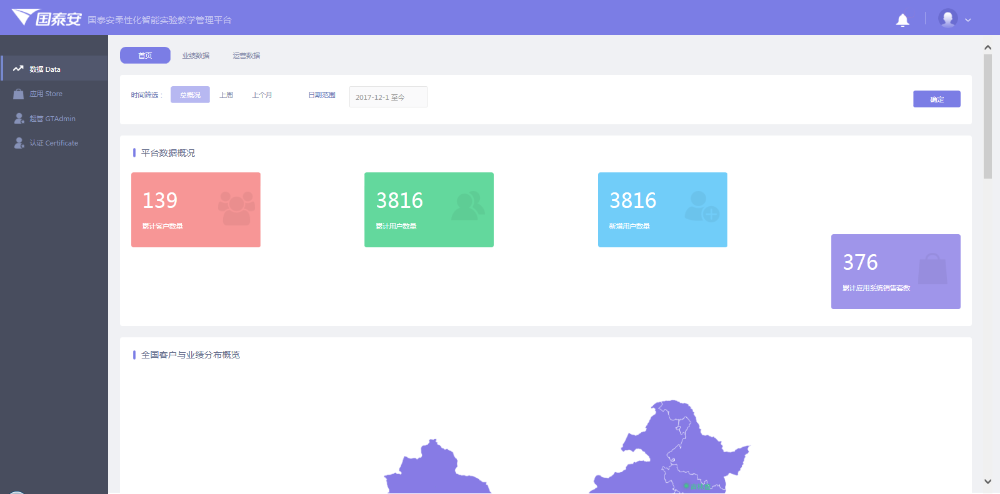 国泰安 国泰安柔性化智能实验教学管理平台
数据 Data
应用 Store
超管 GTAdmin
认证 Certificate
首页 业绩数据 运营数据
时间筛选： 总概况 上周 上个月 日期范围 2017-12-1 至今 确定
平台数据概况
139
累计客户数量
3816
累计用户数量
3816
新增用户数量
376
累计应用系统销售套数
全国客户与业绩分布概览